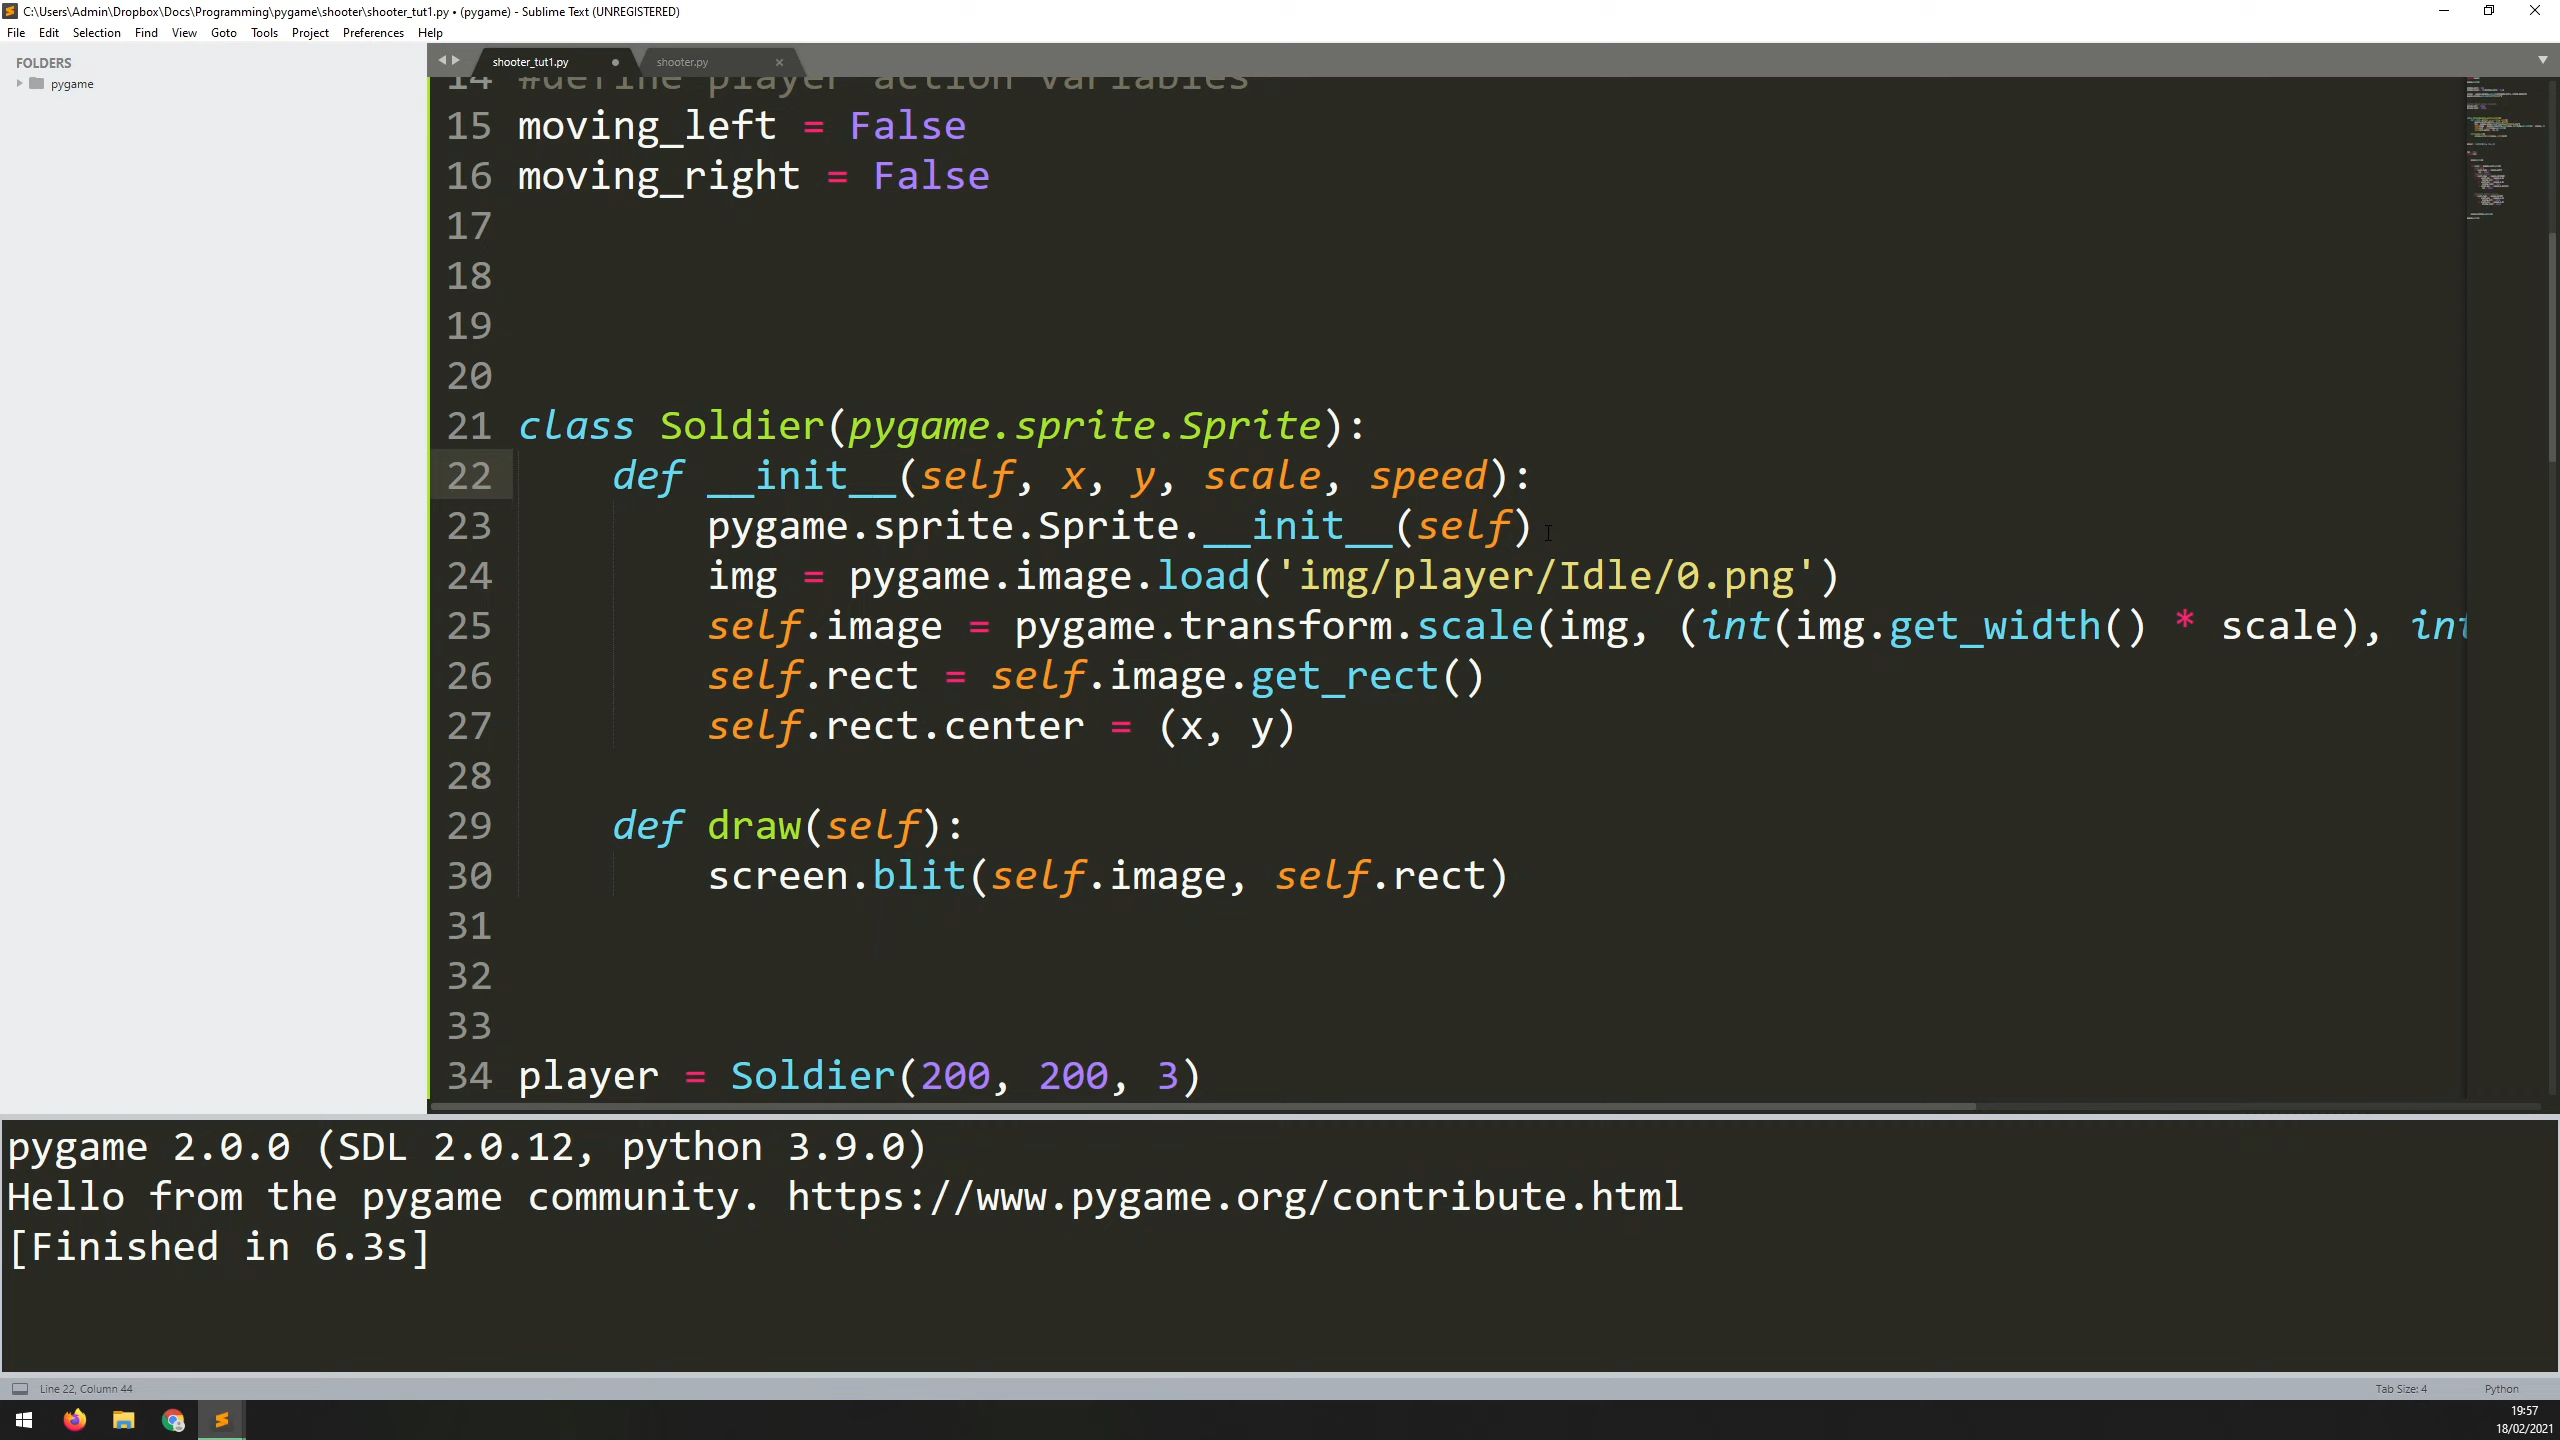 C:\Users\Admin\Dropbox\Docs\Programming\pygame\shooter\shooter_tut1.py • (pygame) - Sublime Text (UNREGISTERED)
File Edit Selection Find View Goto Tools Project Preferences Help
FOLDERS
pygame
shooter_tut1.py shooter.py
14 #define player action variables
15 moving_left = False
16 moving_right = False
17
18
19
20
21 class Soldier(pygame.sprite.Sprite):
22 def __init__(self, x, y, scale, speed):
23 pygame.sprite.Sprite.__init__(self)
24 img = pygame.image.load('img/player/Idle/0.png')
25 self.image = pygame.transform.scale(img, (int(img.get_width() * scale), int
26 self.rect = self.image.get_rect()
27 self.rect.center = (x, y)
28
29 def draw(self):
30 screen.blit(self.image, self.rect)
31
32
33
34 player = Soldier(200, 200, 3)
pygame 2.0.0 (SDL 2.0.12, python 3.9.0)
Hello from the pygame community. https://www.pygame.org/contribute.html
[Finished in 6.3s]
Line 22, Column 44
Tab Size: 4 Python
19:57
18/02/2021